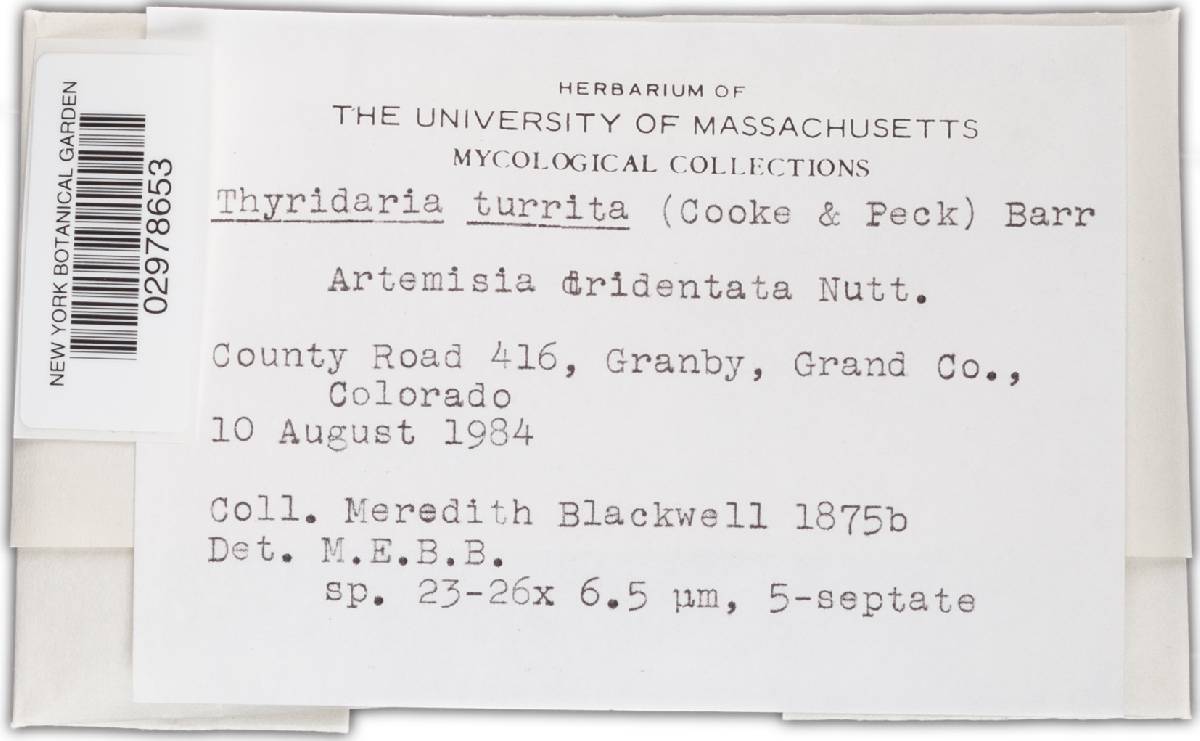 NEW YORK BOTANICAL GARDEN
02978653
HERBARIUM OF
THE UNIVERSITY OF MASSACHUSETTS
MYCOLOGICAL COLLECTIONS
Thyridaria turrita (Cooke & Peck) Barr
Artemisia tridentata Nutt.
County Road 416, Granby, Grand Co.,
Colorado
10 August 1984
Coll. Meredith Blackwell 1875b
Det. M.E.B.B.
sp. 23-26x 6.5 µm, 5-septate